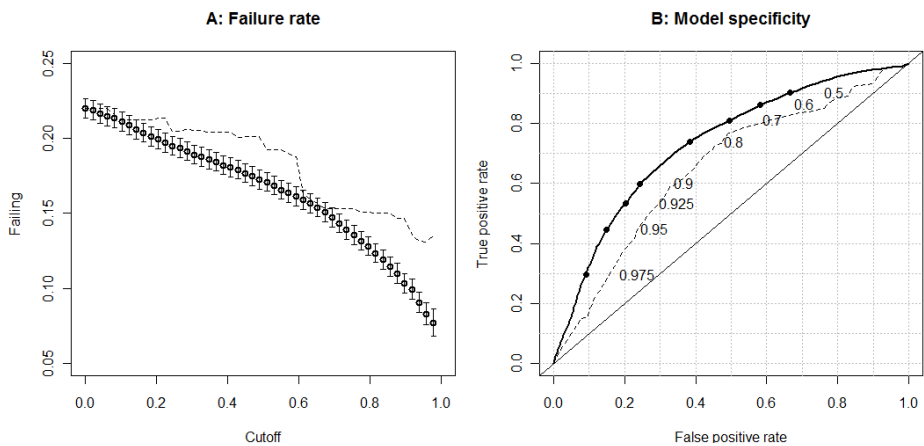 A: Failure rate
Failing
0.25
0.20
0.15
0.10
0.05
0.0 0.2 0.4 0.6 0.8 1.0
Cutoff
B: Model specificity
True positive rate
1.0
0.8
0.6
0.4
0.2
0.0
0.5
0.6
0.7
0.8
0.9
0.925
0.95
0.975
0.0 0.2 0.4 0.6 0.8 1.0
False positive rate